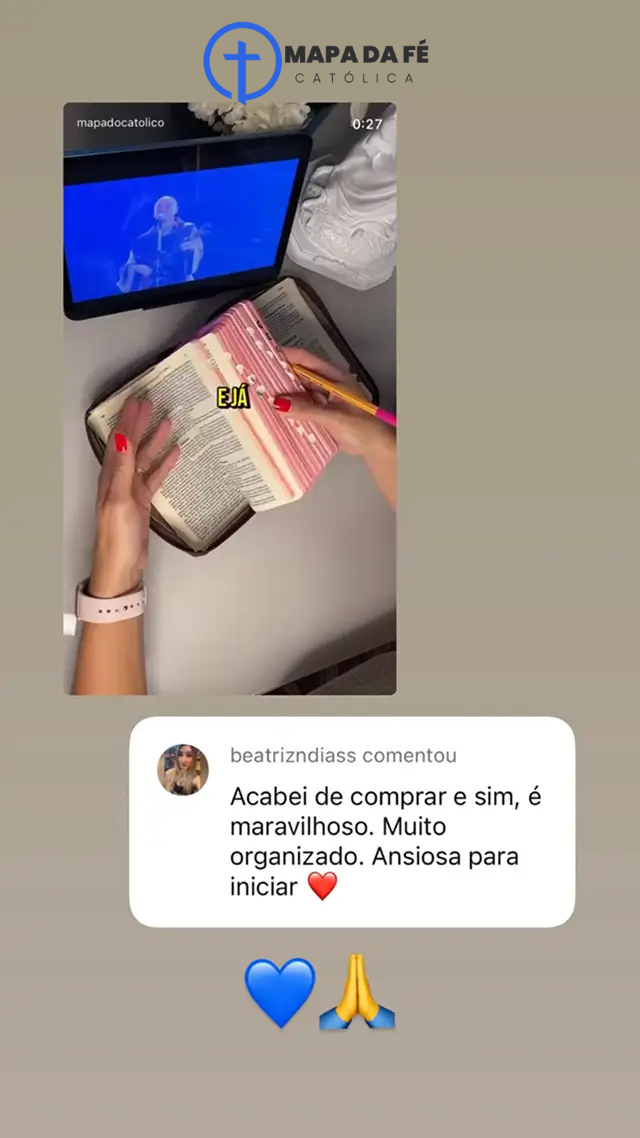 MAPA DA FÉ
CATÓLICA
mapadocatolico
0:27
E JÁ
beatrizndiass comentou
Acabei de comprar e sim, é
maravilhoso. Muito
organizado. Ansiosa para
iniciar ❤️
💙🙏